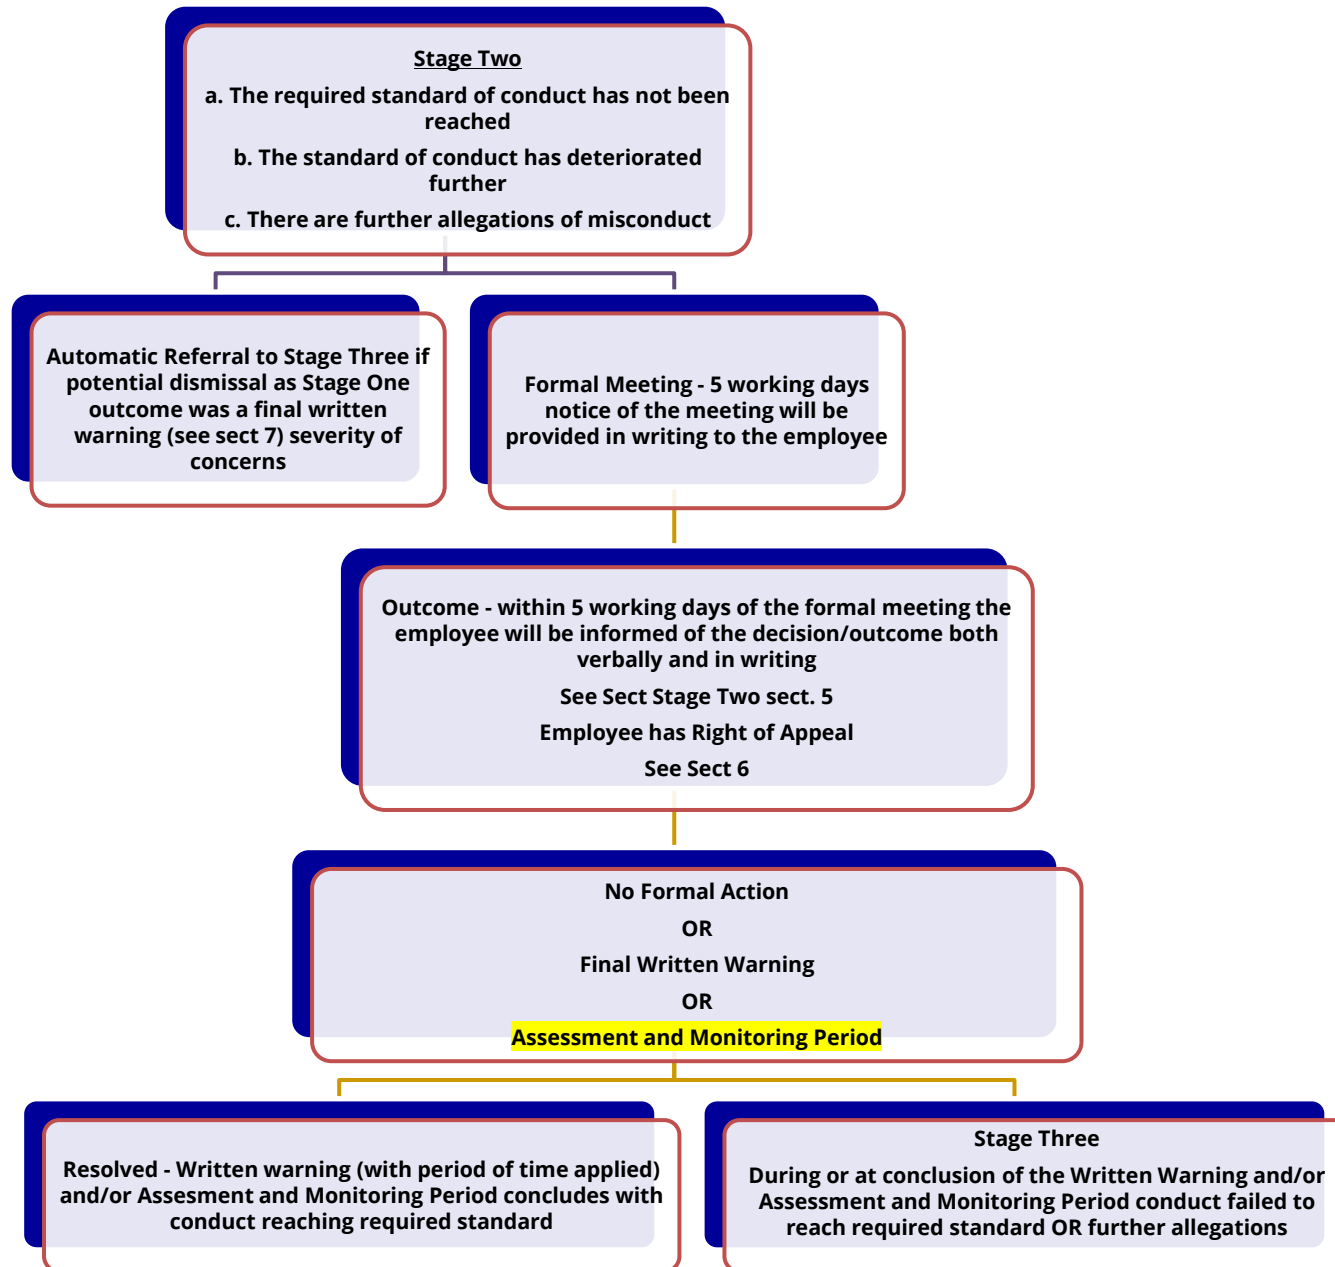 Stage Two
a. The required standard of conduct has not been
reached
b. The standard of conduct has deteriorated
further
c. There are further allegations of misconduct
Automatic Referral to Stage Three if
potential dismissal as Stage One
outcome was a final written
warning (see sect 7) severity of
concerns
Formal Meeting - 5 working days
notice of the meeting will be
provided in writing to the employee
Outcome - within 5 working days of the formal meeting the
employee will be informed of the decision/outcome both
verbally and in writing
See Sect Stage Two sect. 5
Employee has Right of Appeal
See Sect 6
No Formal Action
OR
Final Written Warning
OR
Assessment and Monitoring Period
Resolved - Written warning (with period of time applied)
and/or Assesment and Monitoring Period concludes with
conduct reaching required standard
Stage Three
During or at conclusion of the Written Warning and/or
Assessment and Monitoring Period conduct failed to
reach required standard OR further allegations